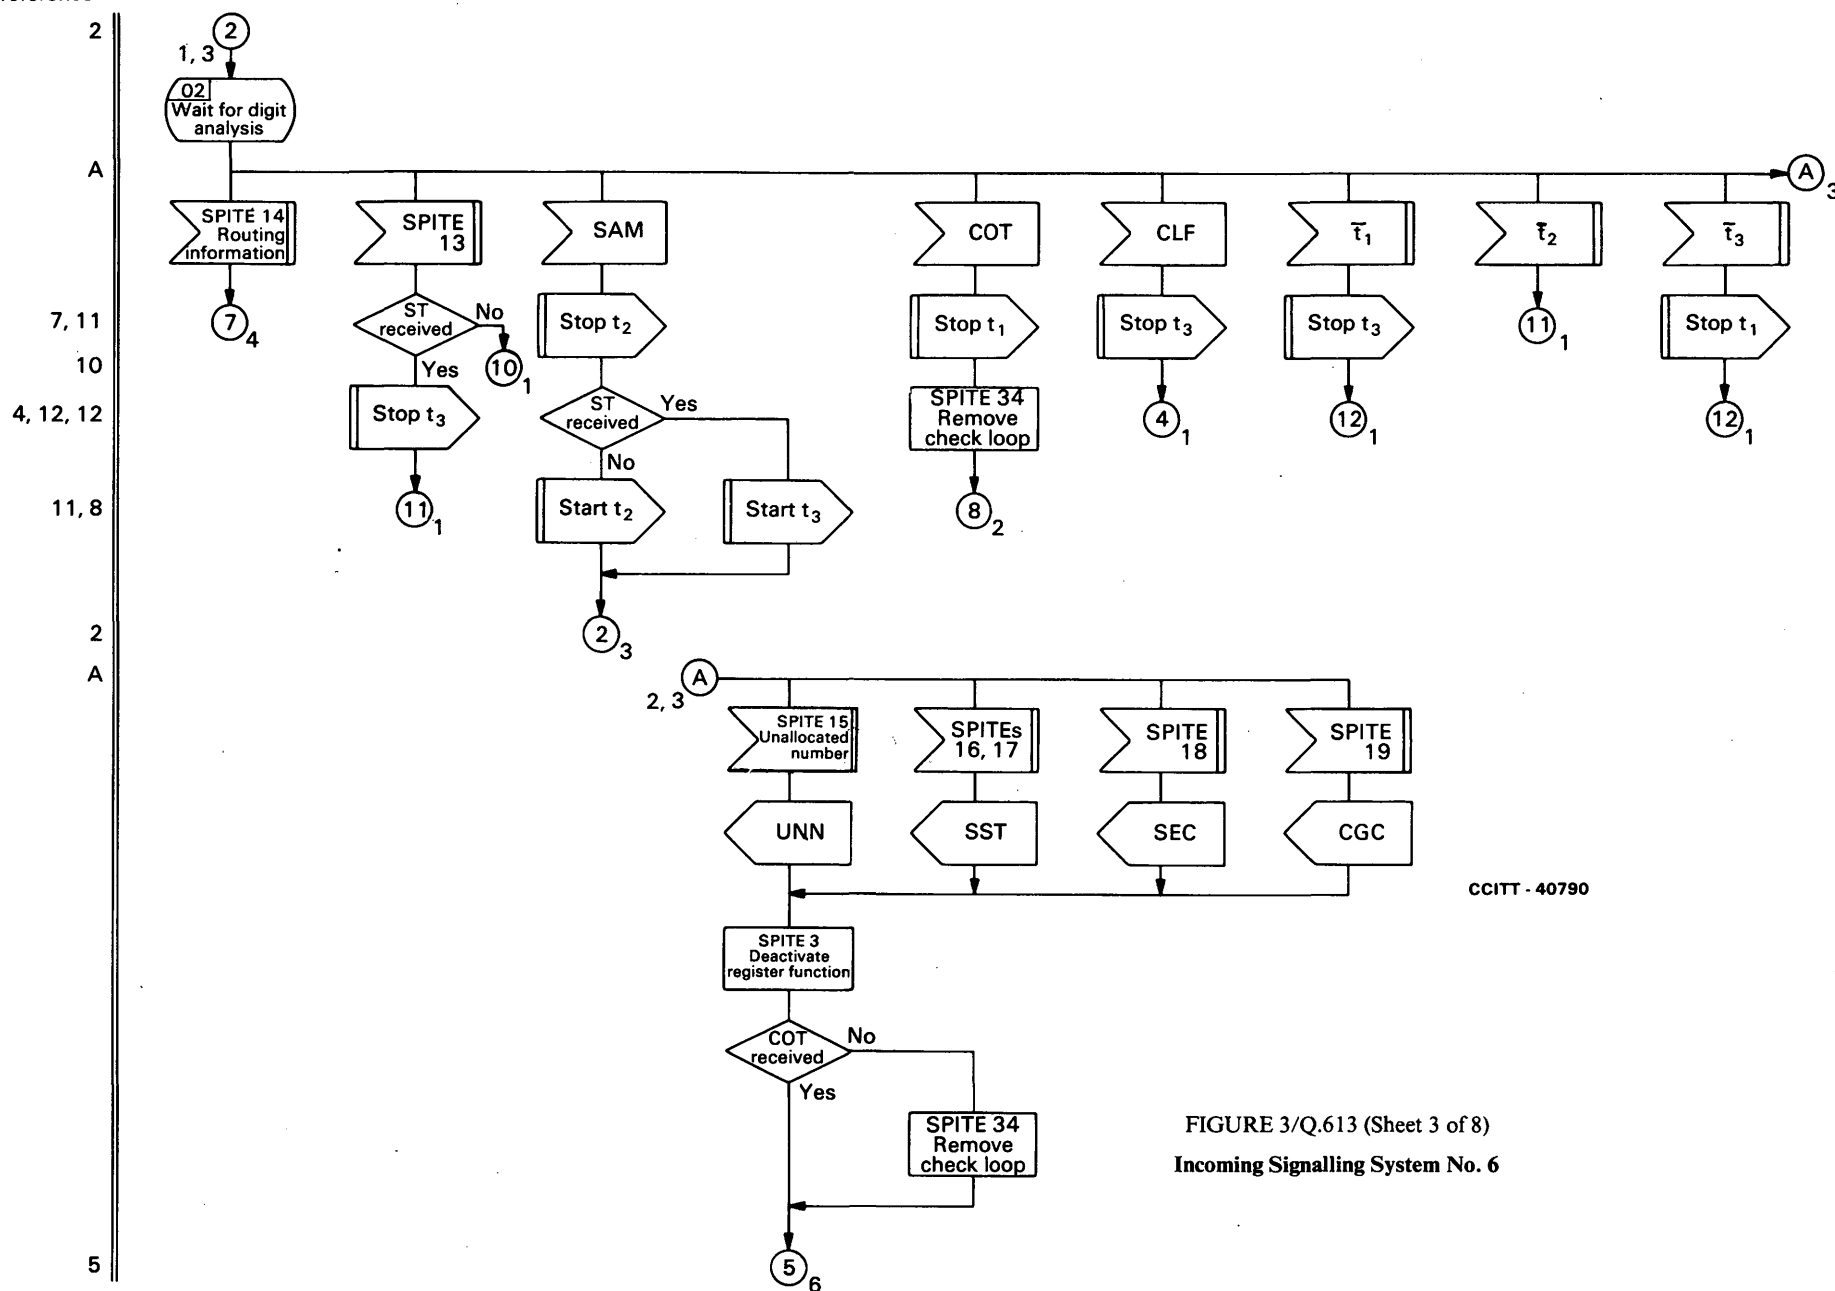 2
2
1, 3
02
Wait for digit
analysis
A
A
3
SPITE 14
Routing
information
SPITE
13
SAM
COT
CLF
t̄1
t̄2
t̄3
7, 11
7
4
ST
received
No
Stop t2
Stop t1
Stop t3
Stop t3
11
1
Stop t1
10
Yes
10
1
4, 12, 12
Stop t3
ST
received
Yes
SPITE 34
Remove
check loop
4
1
12
1
12
1
No
11, 8
11
1
Start t2
Start t3
8
2
2
2
3
A
A
2, 3
SPITE 15
Unallocated
number
SPITEs
16, 17
SPITE
18
SPITE
19
UNN
SST
SEC
CGC
CCITT - 40790
SPITE 3
Deactivate
register function
COT
received
No
Yes
SPITE 34
Remove
check loop
FIGURE 3/Q.613 (Sheet 3 of 8)
Incoming Signalling System No. 6
5
5
6